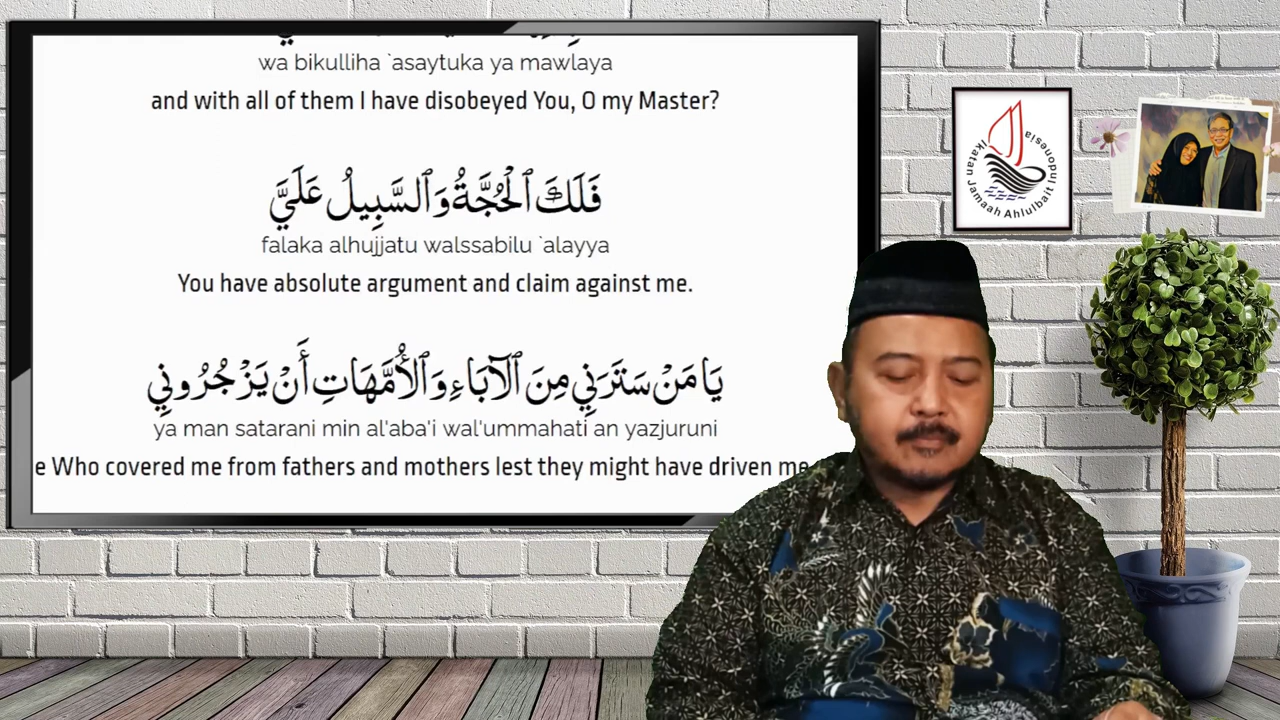 wa bikulliha `asaytuka ya mawlaya
and with all of them I have disobeyed You, O my Master?
فَلَكَ ٱلْحُجَّةُ وَٱلسَّبِيلُ عَلَيَّ
falaka alhujjatu walssabilu `alayya
You have absolute argument and claim against me.
يَا مَنْ سَتَرَنِي مِنَ ٱلْآبَاءِ وَٱلْأُمَّهَاتِ أَنْ يَزْجُرُونِي
ya man satarani min al'aba'i wal'ummahati an yazjuruni
e Who covered me from fathers and mothers lest they might have driven me
Ikatan Jamaah Ahlulbait Indonesia